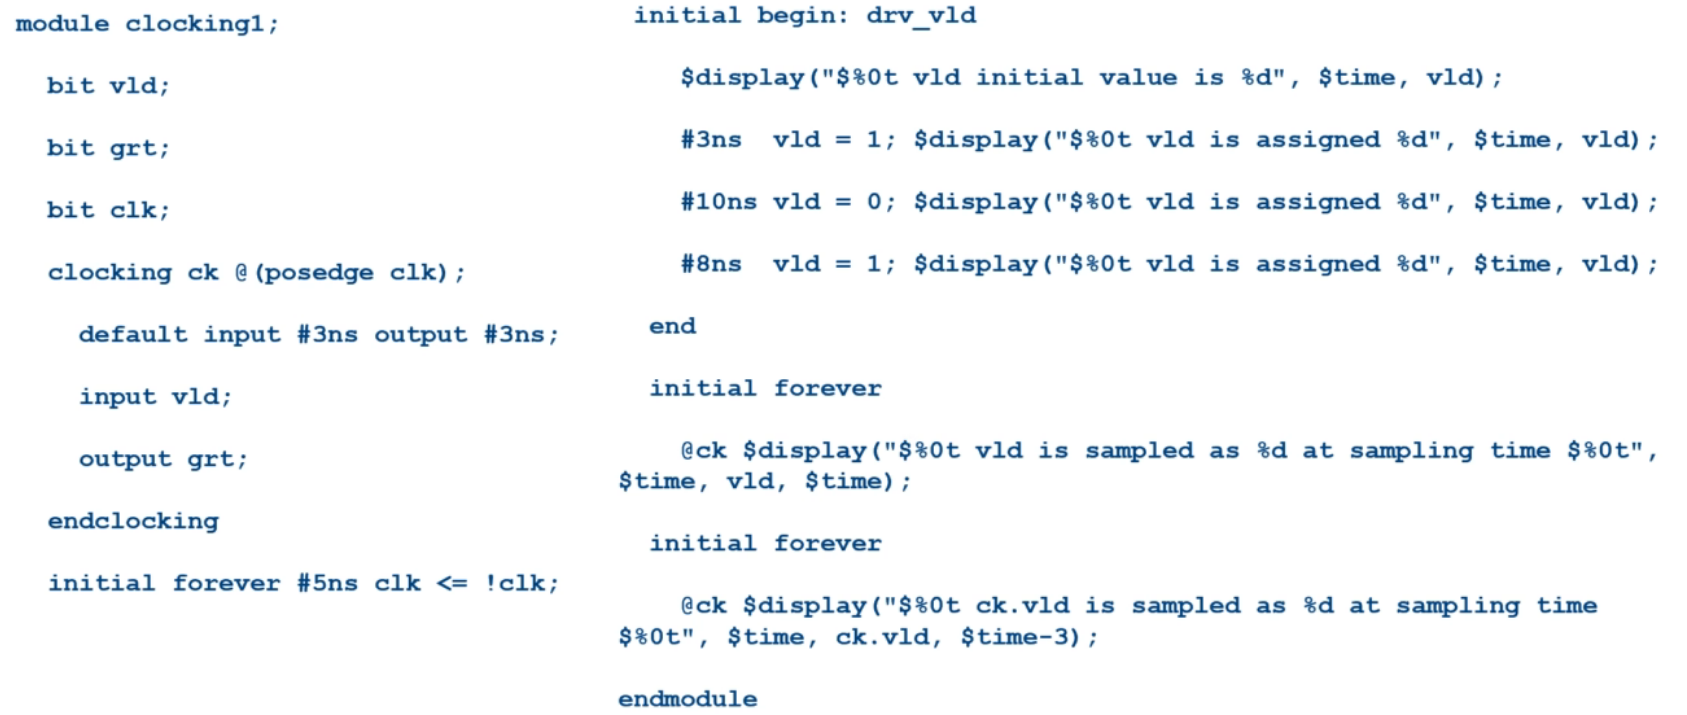 module clocking1;
bit vld;
bit grt;
bit clk;
clocking ck @(posedge clk);
default input #3ns output #3ns;
input vld;
output grt;
endclocking
initial forever #5ns clk <= !clk;
initial begin: drv_vld
$display("$%0t vld initial value is %d", $time, vld);
#3ns  vld = 1; $display("$%0t vld is assigned %d", $time, vld);
#10ns vld = 0; $display("$%0t vld is assigned %d", $time, vld);
#8ns  vld = 1; $display("$%0t vld is assigned %d", $time, vld);
end
initial forever
@ck $display("$%0t vld is sampled as %d at sampling time $%0t",
$time, vld, $time);
initial forever
@ck $display("$%0t ck.vld is sampled as %d at sampling time
$%0t", $time, ck.vld, $time-3);
endmodule